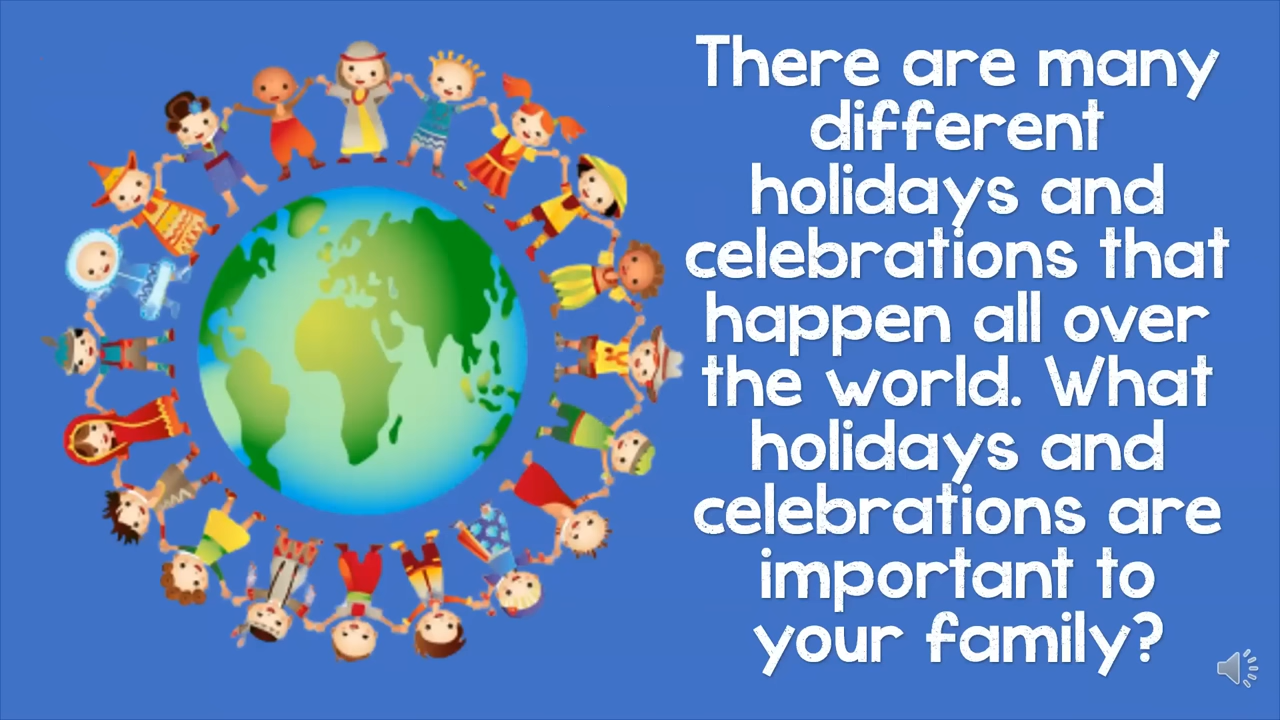 There are many
different
holidays and
celebrations that
happen all over
the world. What
holidays and
celebrations are
important to
your family?